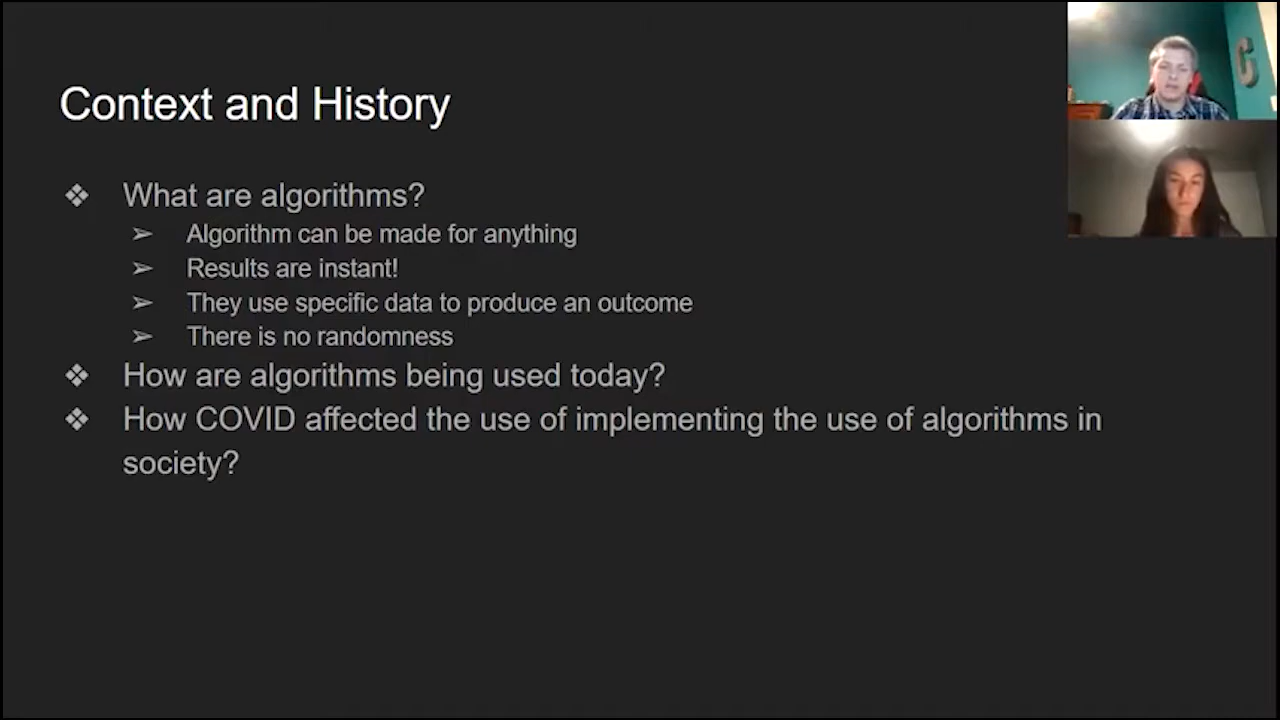 Context and History
❖ What are algorithms?
➢ Algorithm can be made for anything
➢ Results are instant!
➢ They use specific data to produce an outcome
➢ There is no randomness
❖ How are algorithms being used today?
❖ How COVID affected the use of implementing the use of algorithms in
society?
C